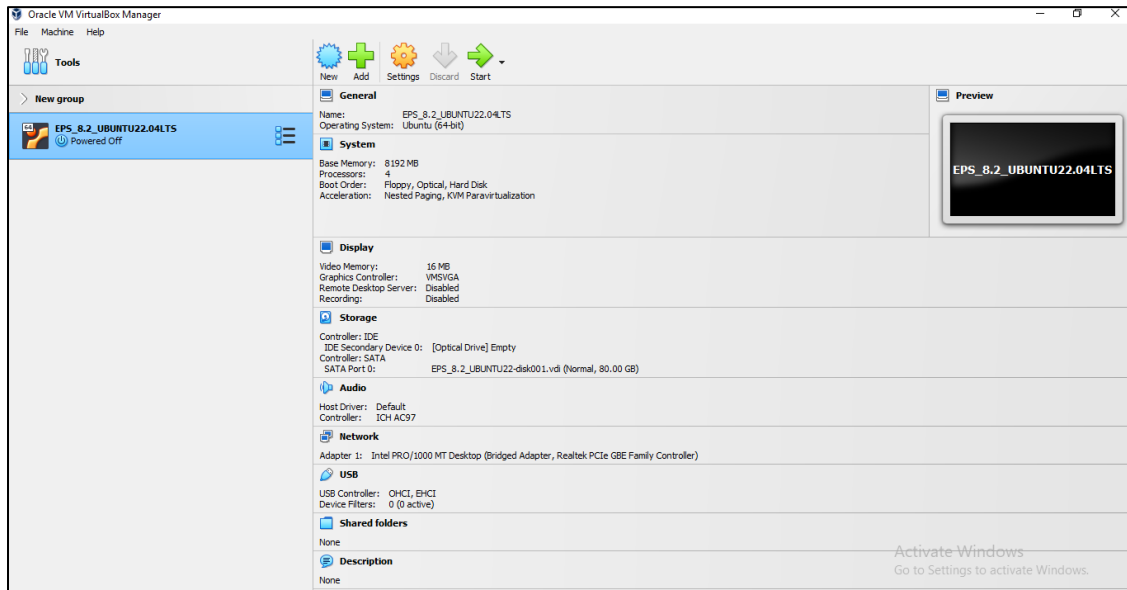 Oracle VM VirtualBox Manager
File Machine Help
Tools
New Add Settings Discard Start
New group
64
EPS_8.2_UBUNTU22.04LTS
Powered Off
General
Name: EPS_8.2_UBUNTU22.04LTS
Operating System: Ubuntu (64-bit)
System
Base Memory: 8192 MB
Processors: 4
Boot Order: Floppy, Optical, Hard Disk
Acceleration: Nested Paging, KVM Paravirtualization
Preview
EPS_8.2_UBUNTU22.04LTS
Display
Video Memory: 16 MB
Graphics Controller: VMSVGA
Remote Desktop Server: Disabled
Recording: Disabled
Storage
Controller: IDE
IDE Secondary Device 0: [Optical Drive] Empty
Controller: SATA
SATA Port 0: EPS_8.2_UBUNTU22-disk001.vdi (Normal, 80.00 GB)
Audio
Host Driver: Default
Controller: ICH AC97
Network
Adapter 1: Intel PRO/1000 MT Desktop (Bridged Adapter, Realtek PCIe GBE Family Controller)
USB
USB Controller: OHCI, EHCI
Device Filters: 0 (0 active)
Shared folders
None
Description
None
Activate Windows
Go to Settings to activate Windows.